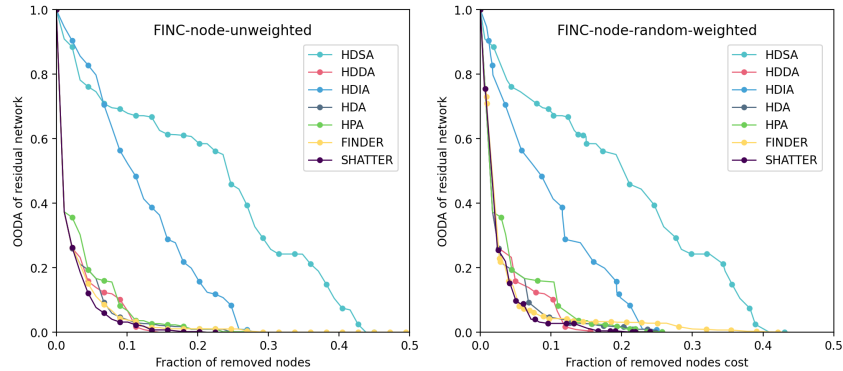 FINC-node-unweighted
OODA of residual network
1.0
0.8
0.6
0.4
0.2
0.0
HDSA
HDDA
HDIA
HDA
HPA
FINDER
SHATTER
0.0 0.1 0.2 0.3 0.4 0.5
Fraction of removed nodes
FINC-node-random-weighted
OODA of residual network
1.0
0.8
0.6
0.4
0.2
0.0
HDSA
HDDA
HDIA
HDA
HPA
FINDER
SHATTER
0.0 0.1 0.2 0.3 0.4 0.5
Fraction of removed nodes cost